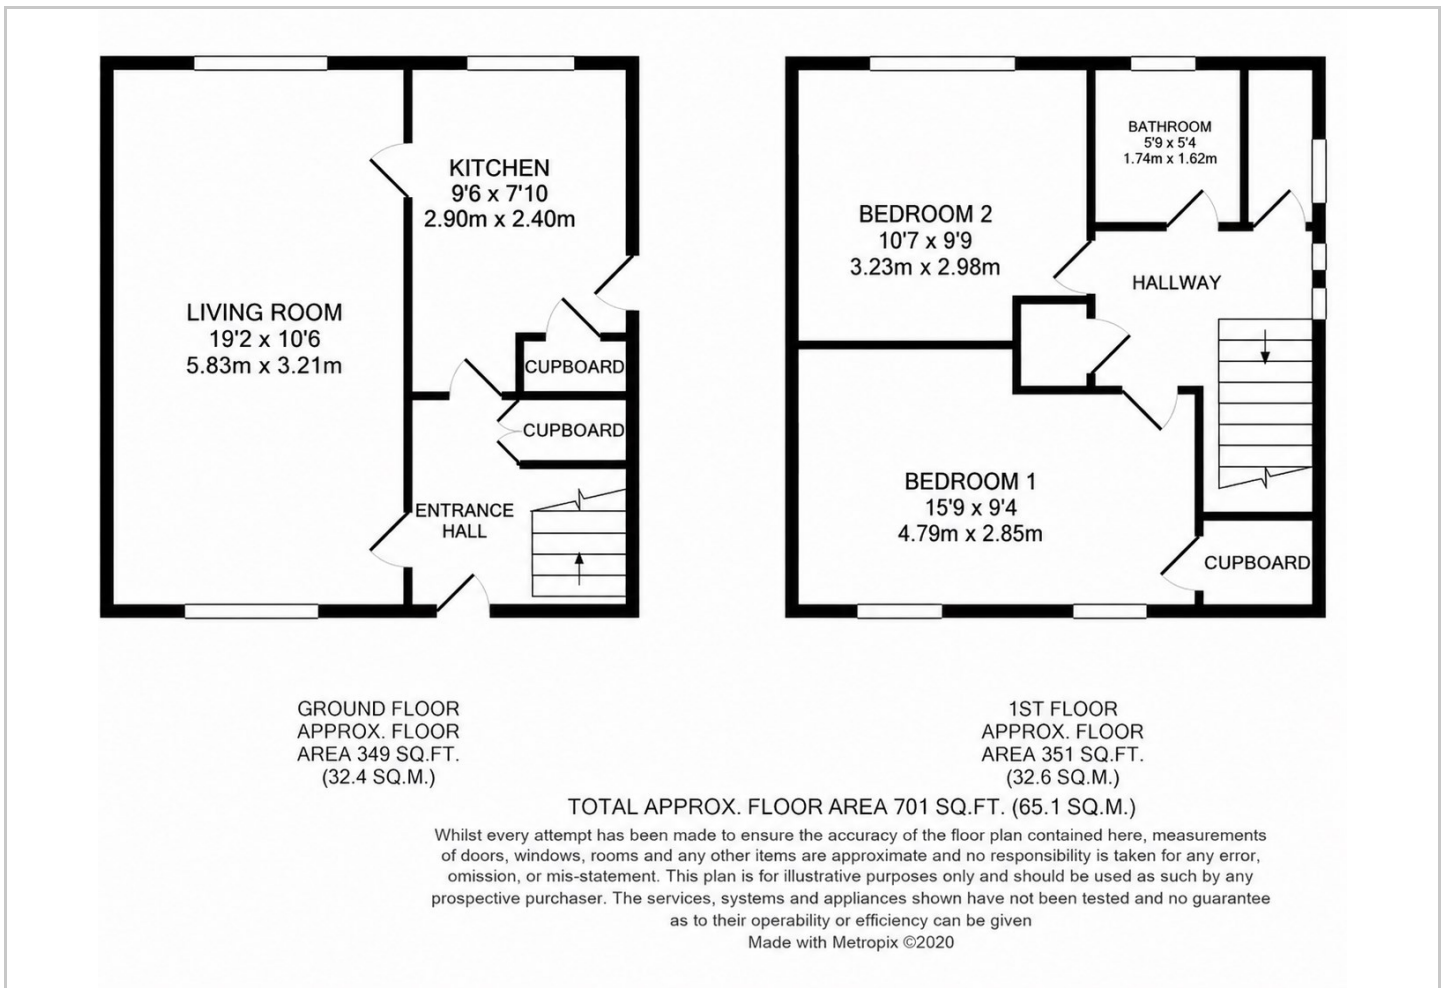 LIVING ROOM
19'2 x 10'6
5.83m x 3.21m
KITCHEN
9'6 x 7'10
2.90m x 2.40m
CUPBOARD
CUPBOARD
ENTRANCE
HALL
BEDROOM 2
10'7 x 9'9
3.23m x 2.98m
BATHROOM
5'9 x 5'4
1.74m x 1.62m
HALLWAY
BEDROOM 1
15'9 x 9'4
4.79m x 2.85m
CUPBOARD
GROUND FLOOR
APPROX. FLOOR
AREA 349 SQ.FT.
(32.4 SQ.M.)
1ST FLOOR
APPROX. FLOOR
AREA 351 SQ.FT.
(32.6 SQ.M.)
TOTAL APPROX. FLOOR AREA 701 SQ.FT. (65.1 SQ.M.)
Whilst every attempt has been made to ensure the accuracy of the floor plan contained here, measurements
of doors, windows, rooms and any other items are approximate and no responsibility is taken for any error,
omission, or mis-statement. This plan is for illustrative purposes only and should be used as such by any
prospective purchaser. The services, systems and appliances shown have not been tested and no guarantee
as to their operability or efficiency can be given
Made with Metropix ©2020